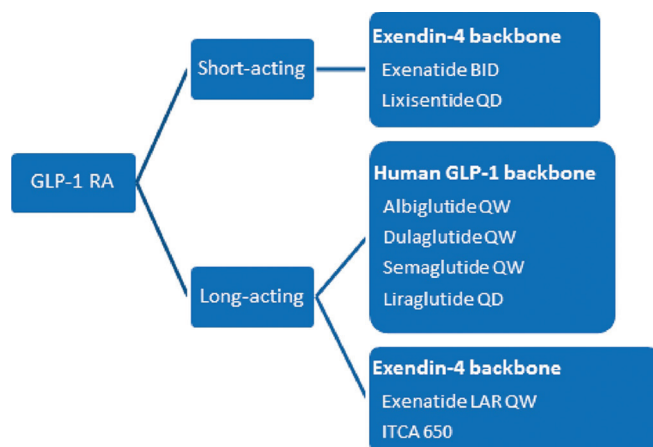 GLP-1 RA
Short-acting
Exendin-4 backbone
Exenatide BID
Lixisentide QD
Long-acting
Human GLP-1 backbone
Albiglutide QW
Dulaglutide QW
Semaglutide QW
Liraglutide QD
Exendin-4 backbone
Exenatide LAR QW
ITCA 650